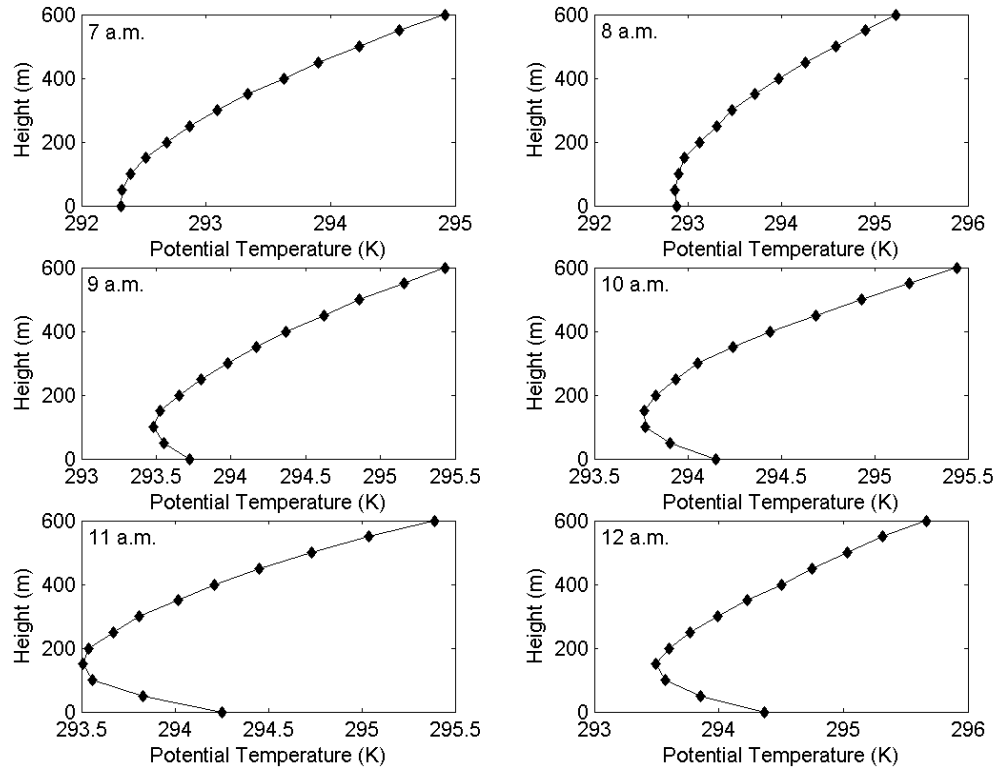 600
7 a.m.
400
200
0
Height (m)
292 293 294 295
Potential Temperature (K)
600
8 a.m.
400
200
0
Height (m)
292 293 294 295 296
Potential Temperature (K)
600
9 a.m.
400
200
0
Height (m)
293 293.5 294 294.5 295 295.5
Potential Temperature (K)
600
10 a.m.
400
200
0
Height (m)
293.5 294 294.5 295 295.5
Potential Temperature (K)
600
11 a.m.
400
200
0
Height (m)
293.5 294 294.5 295 295.5
Potential Temperature (K)
600
12 a.m.
400
200
0
Height (m)
293 294 295 296
Potential Temperature (K)